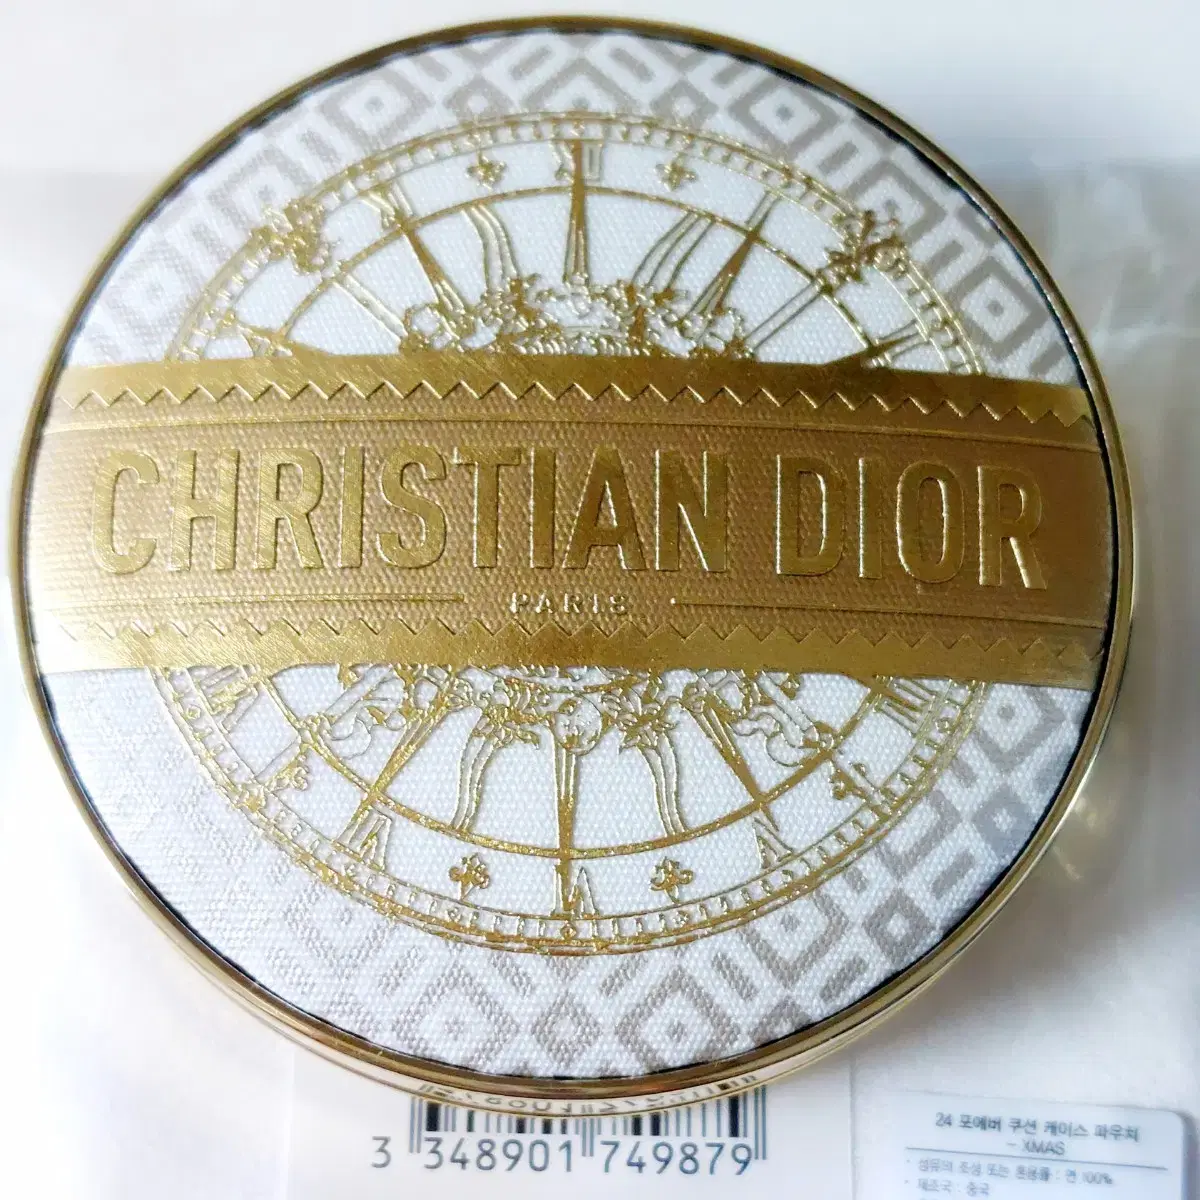 CHRISTIAN DIOR
PARIS
3 348901 749879
24 포에버 쿠션 케이스 파우치
- XMAS
· 섬유의 조성 또는 혼용률 : 면 100%
· 제조국 : 중국